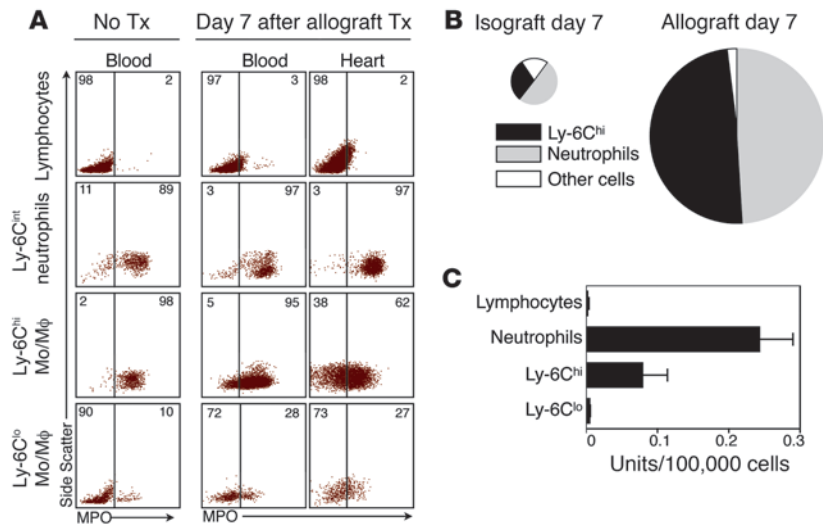 A
No Tx
Day 7 after allograft Tx
Blood
Blood
Heart
Lymphocytes
98 2
97 3
98 2
Ly-6Cint
neutrophils
11 89
3 97
3 97
Ly-6Chi
Mo/Mϕ
2 98
5 95
38 62
Ly-6Clo
Mo/Mϕ
90 10
72 28
73 27
Side Scatter
MPO
MPO
B
Isograft day 7
Allograft day 7
Ly-6Chi
Neutrophils
Other cells
C
Lymphocytes
Neutrophils
Ly-6Chi
Ly-6Clo
0 0.1 0.2 0.3
Units/100,000 cells